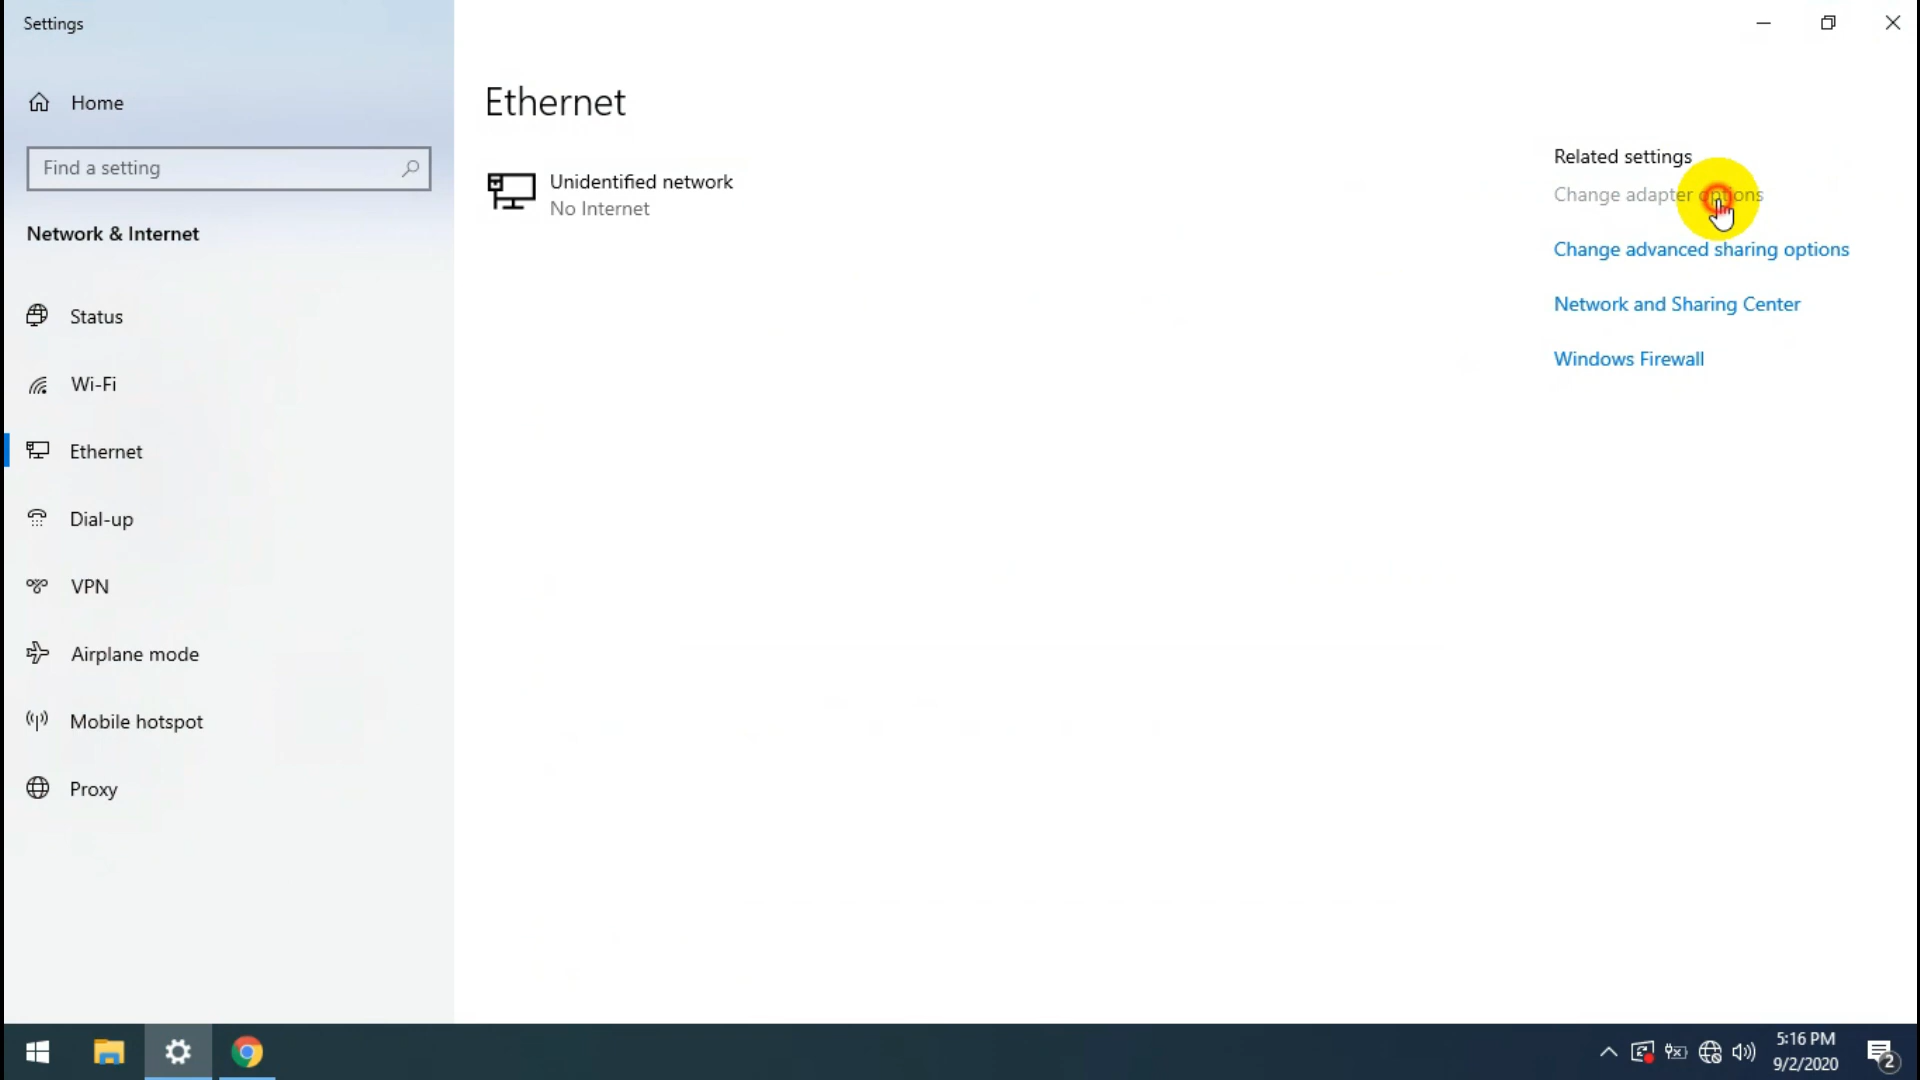 Settings
Home
Find a setting
Network & Internet
Status
Wi-Fi
Ethernet
Dial-up
VPN
Airplane mode
Mobile hotspot
Proxy
Ethernet
Unidentified network
No Internet
Related settings
Change adapter options
Change advanced sharing options
Network and Sharing Center
Windows Firewall
5:16 PM
9/2/2020
2